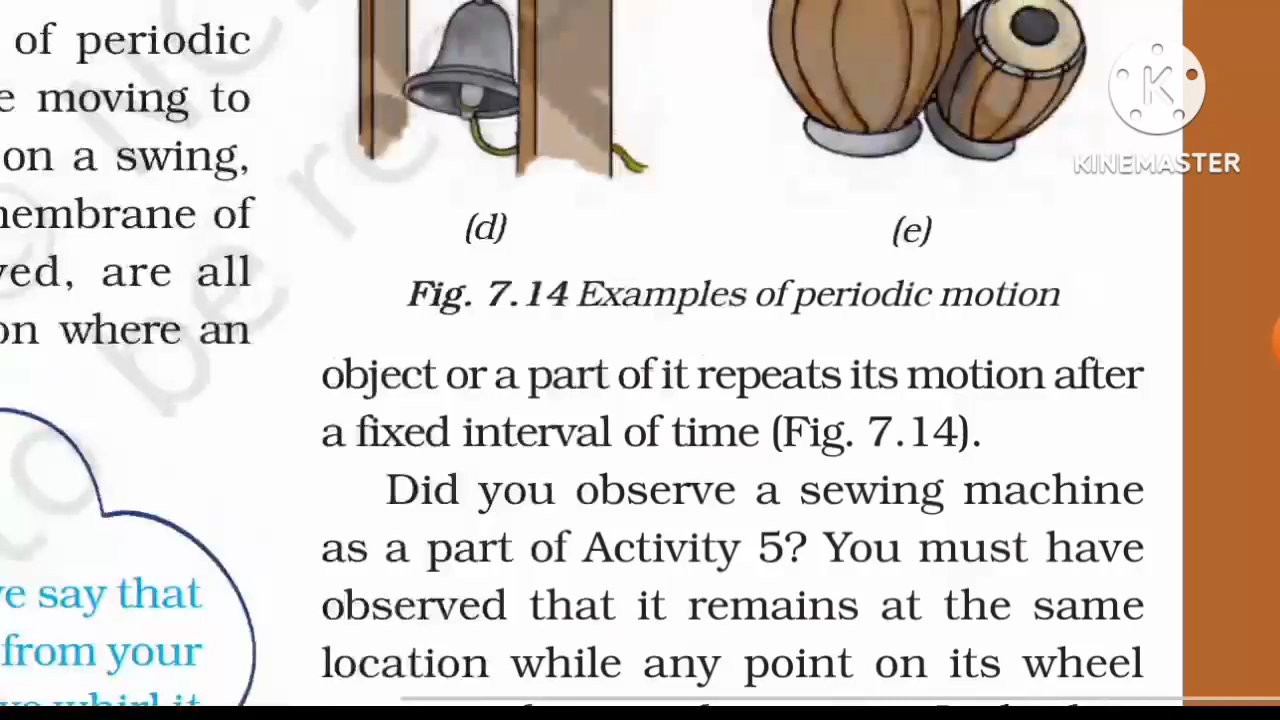 of periodic
moving to
on a swing,
of
are all
where an
say that
from your
(d)
(e)
Fig. 7.14 Examples of periodic motion
object or a part of it repeats its motion after
a fixed interval of time (Fig. 7.14).
Did you observe a sewing machine
as a part of Activity 5? You must have
observed that it remains at the same
location while any point on its wheel
K
KINEMASTER